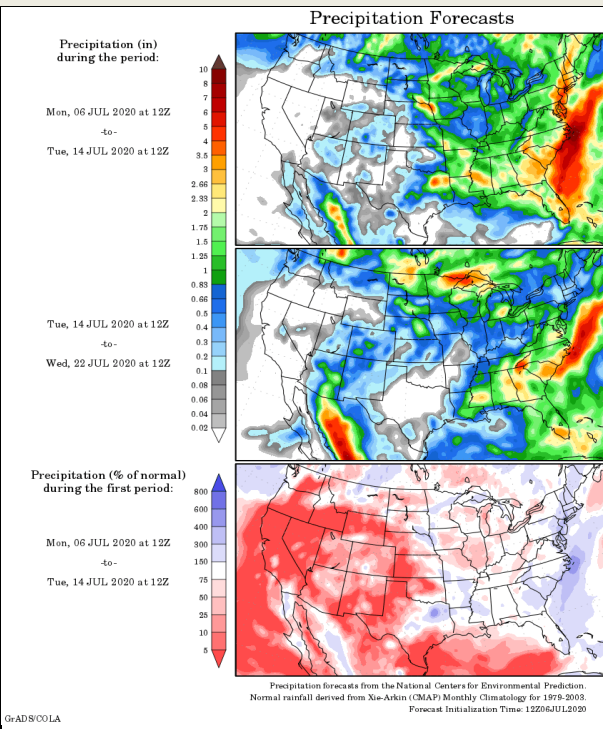 Precipitation Forecasts
Precipitation (in)
during the period:
Mon, 06 JUL 2020 at 12Z
-to-
Tue, 14 JUL 2020 at 12Z
10
8
7
6
5
4
3.5
3
2.66
2.33
2
1.75
1.5
1.25
1
0.83
0.66
0.5
0.4
0.3
0.2
0.1
0.08
0.06
0.04
0.02
Tue, 14 JUL 2020 at 12Z
-to-
Wed, 22 JUL 2020 at 12Z
Precipitation (% of normal)
during the first period:
Mon, 06 JUL 2020 at 12Z
-to-
Tue, 14 JUL 2020 at 12Z
800
600
400
300
150
75
50
25
10
5
Precipitation forecasts from the National Centers for Environmental Prediction.
Normal rainfall derived from Xie-Arkin (CMAP) Monthly Climatology for 1979-2003.
Forecast Initialization Time: 12Z06JUL2020
GrADS/COLA